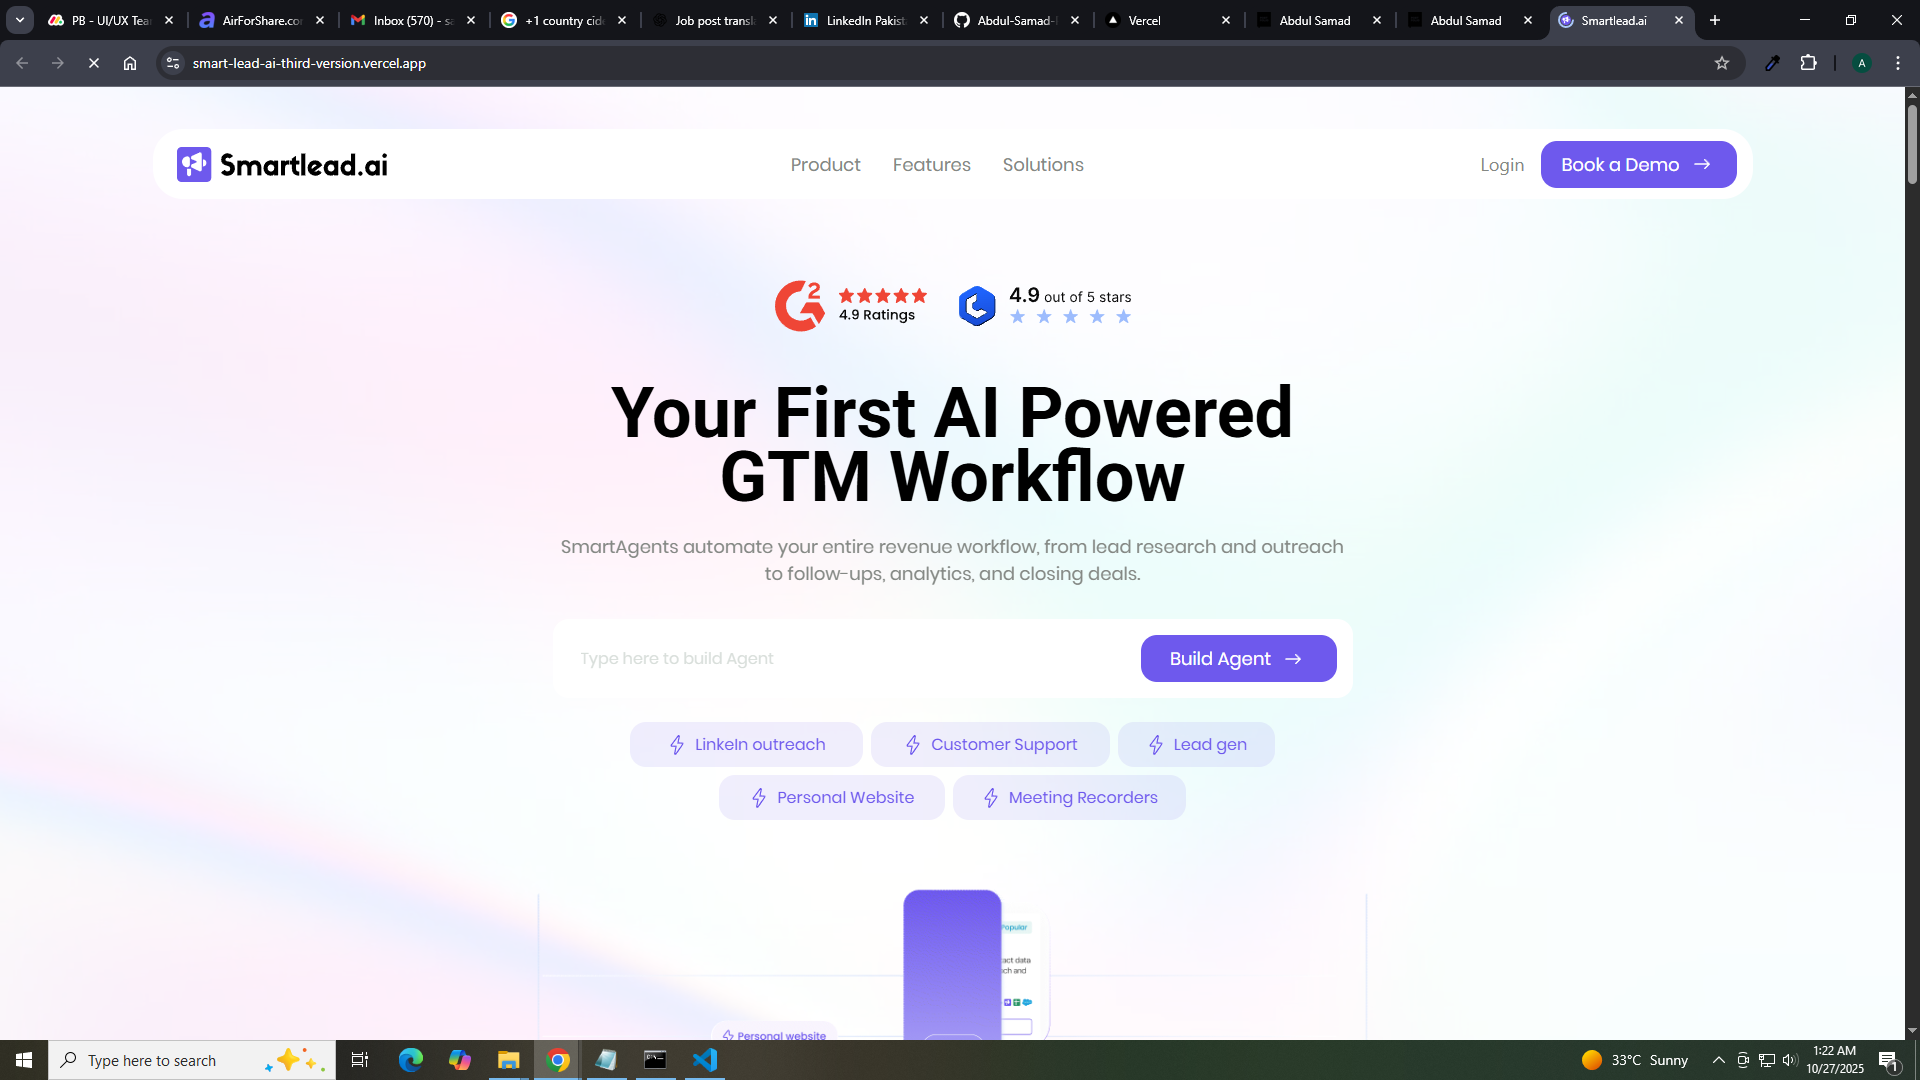 PB - UI/UX Tea
AirForShare.co
Inbox (570) - sa
+1 country cid
Job post transla
LinkedIn Pakist
Abdul-Samad-
Vercel
Abdul Samad
Abdul Samad
Smartlead.ai
smart-lead-ai-third-version.vercel.app
A
Smartlead.ai
Product
Features
Solutions
Login
Book a Demo
4.9 Ratings
4.9 out of 5 stars
Your First AI Powered
GTM Workflow
SmartAgents automate your entire revenue workflow, from lead research and outreach
to follow-ups, analytics, and closing deals.
Type here to build Agent
Build Agent
LinkeIn outreach
Customer Support
Lead gen
Personal Website
Meeting Recorders
Popular
act data
ch and
Personal website
Type here to search
33°C Sunny
1:22 AM
10/27/2025
1